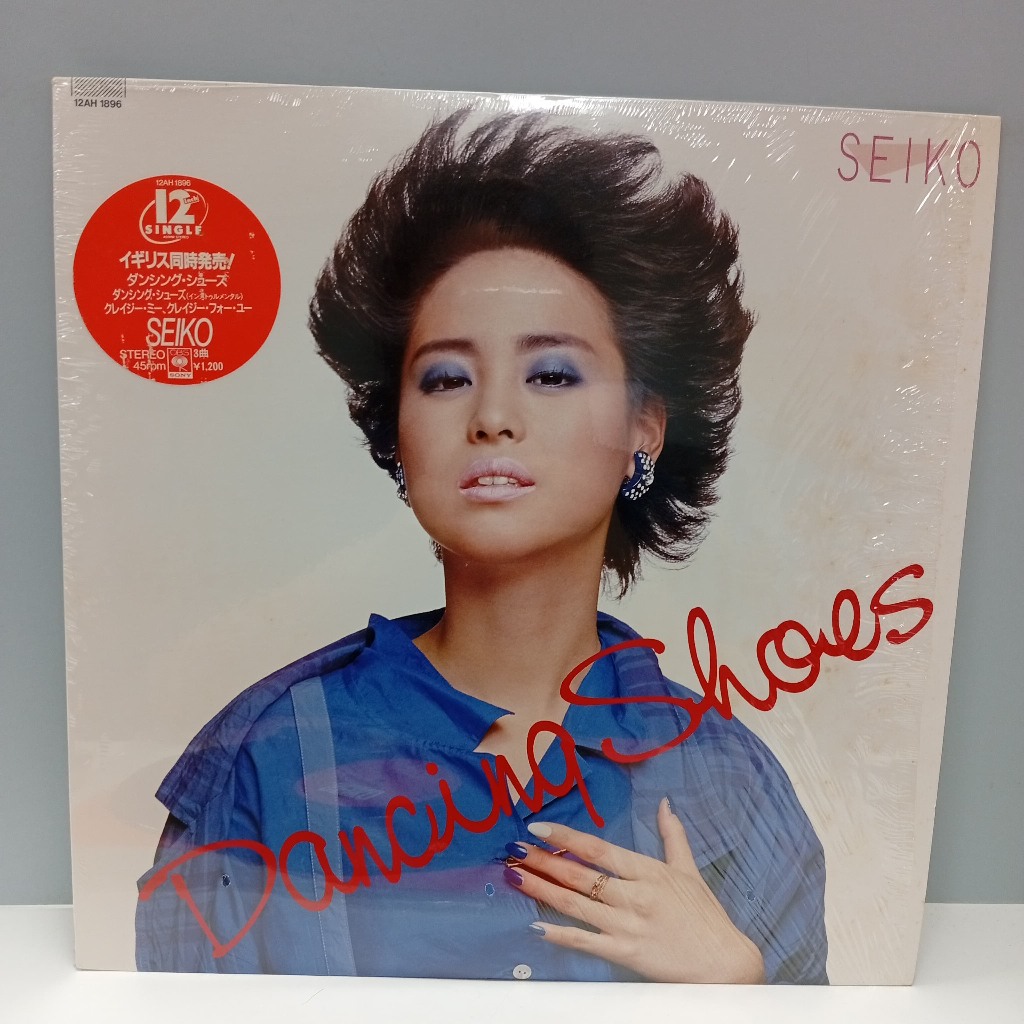 12AH 1896
SEIKO
12AH 1896
12 inch
SINGLE
イギリス同時発売!
ダンシング・シューズ
ダンシング・シューズ(インストゥルメンタル)
クレイジー・ミー、クレイジー・フォー・ユー
SEIKO
STEREO CBS 3曲
45rpm SONY ¥1,200
Dancing Shoes